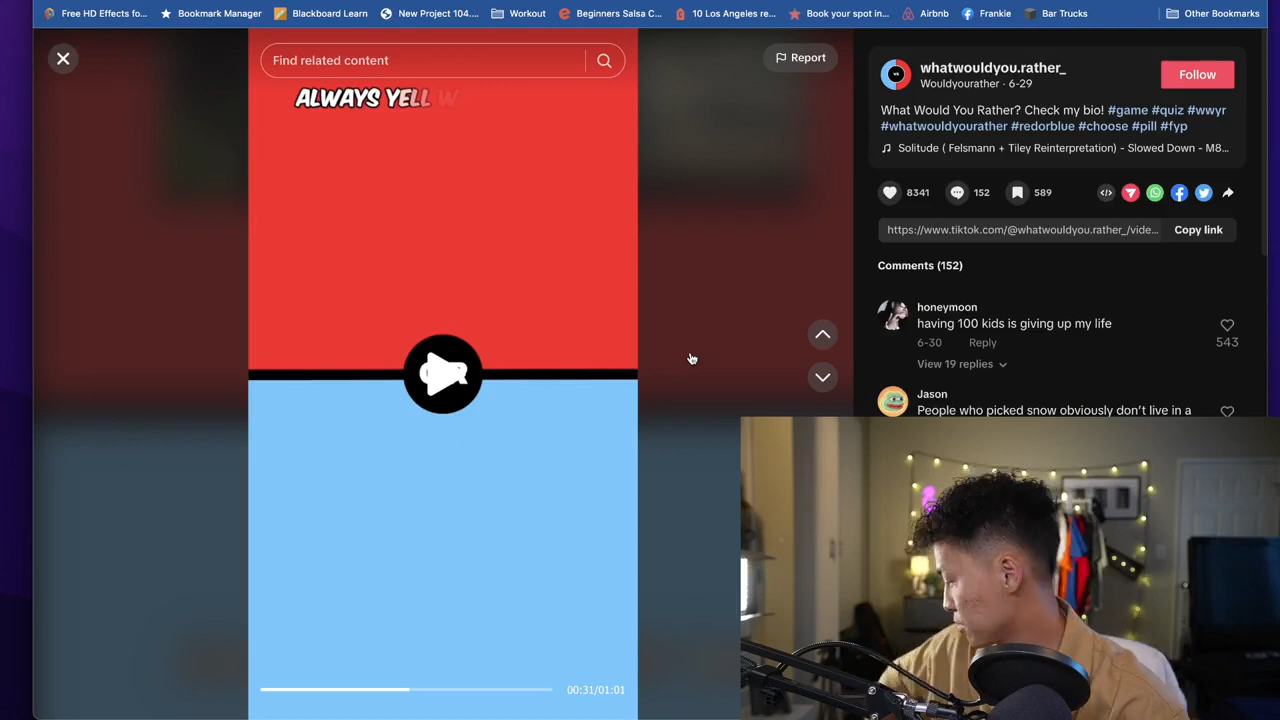 Free HD Effects fo...
Bookmark Manager
Blackboard Learn
New Project 104....
Workout
Beginners Salsa C...
10 Los Angeles re...
Book your spot in...
Airbnb
Frankie
Bar Trucks
Other Bookmarks
Find related content
Report
ALWAYS YELL W
00:31/01:01
whatwouldyou.rather_
Wouldyourather · 6-29
Follow
What Would You Rather? Check my bio! #game #quiz #wwyr
#whatwouldyourather #redorblue #choose #pill #fyp
Solitude ( Felsmann + Tiley Reinterpretation) - Slowed Down - M8...
8341
152
589
https://www.tiktok.com/@whatwouldyou.rather_/vide...
Copy link
Comments (152)
honeymoon
having 100 kids is giving up my life
6-30
Reply
543
View 19 replies
Jason
People who picked snow obviously don't live in a